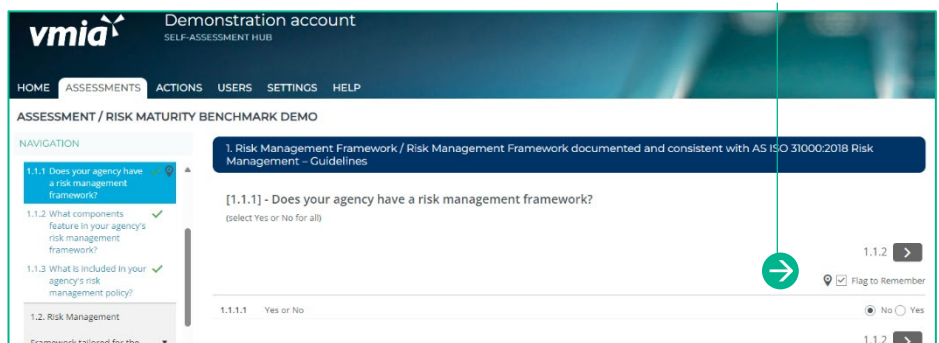 vmia
Demonstration account
SELF-ASSESSMENT HUB
HOME ASSESSMENTS ACTIONS USERS SETTINGS HELP
ASSESSMENT / RISK MATURITY BENCHMARK DEMO
NAVIGATION
1.1.1 Does your agency have
a risk management
framework?
1.1.2 What components
feature in your agency's
risk management
framework?
1.1.3 What is included in your
agency's risk
management policy?
1.2. Risk Management
Framework tailored for the
1. Risk Management Framework / Risk Management Framework documented and consistent with AS ISO 31000:2018 Risk
Management – Guidelines
[1.1.1] - Does your agency have a risk management framework?
(select Yes or No for all)
1.1.2
Flag to Remember
1.1.1.1 Yes or No No Yes
1.1.2